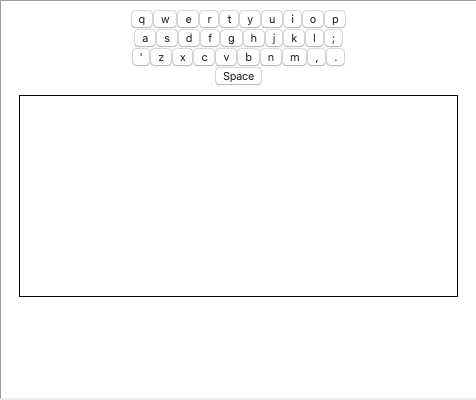 q w e r t y u i o p
a s d f g h j k l ;
' z x c v b n m , .
Space